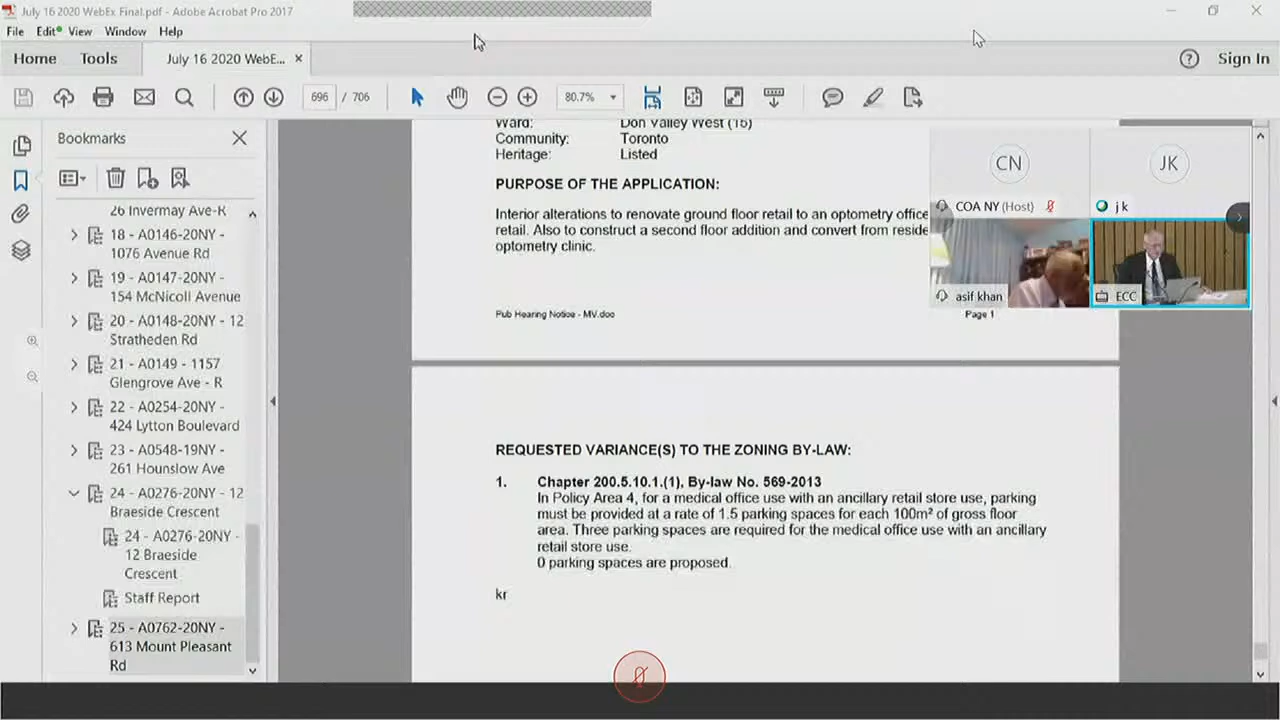 July 16 2020 WebEx Final.pdf - Adobe Acrobat Pro 2017
File Edit View Window Help
Home Tools July 16 2020 WebE... × Sign In
696 / 706 80.7%
Bookmarks
26 Invermay Ave-R
18 - A0146-20NY -
1076 Avenue Rd
19 - A0147-20NY -
154 McNicoll Avenue
20 - A0148-20NY - 12
Stratheden Rd
21 - A0149 - 1157
Glengrove Ave - R
22 - A0254-20NY -
424 Lytton Boulevard
23 - A0548-19NY -
261 Hounslow Ave
24 - A0276-20NY - 12
Braeside Crescent
24 - A0276-20NY -
12 Braeside
Crescent
Staff Report
25 - A0762-20NY -
613 Mount Pleasant
Rd
Ward: Don Valley West (15)
Community: Toronto
Heritage: Listed
PURPOSE OF THE APPLICATION:
Interior alterations to renovate ground floor retail to an optometry office
retail. Also to construct a second floor addition and convert from reside
optometry clinic.
Pub Hearing Notice - MV.doc Page 1
REQUESTED VARIANCE(S) TO THE ZONING BY-LAW:
1. Chapter 200.5.10.1.(1), By-law No. 569-2013
In Policy Area 4, for a medical office use with an ancillary retail store use, parking
must be provided at a rate of 1.5 parking spaces for each 100m² of gross floor
area. Three parking spaces are required for the medical office use with an ancillary
retail store use.
0 parking spaces are proposed.
kr
CN JK
COA NY (Host) j k
asif khan ECC